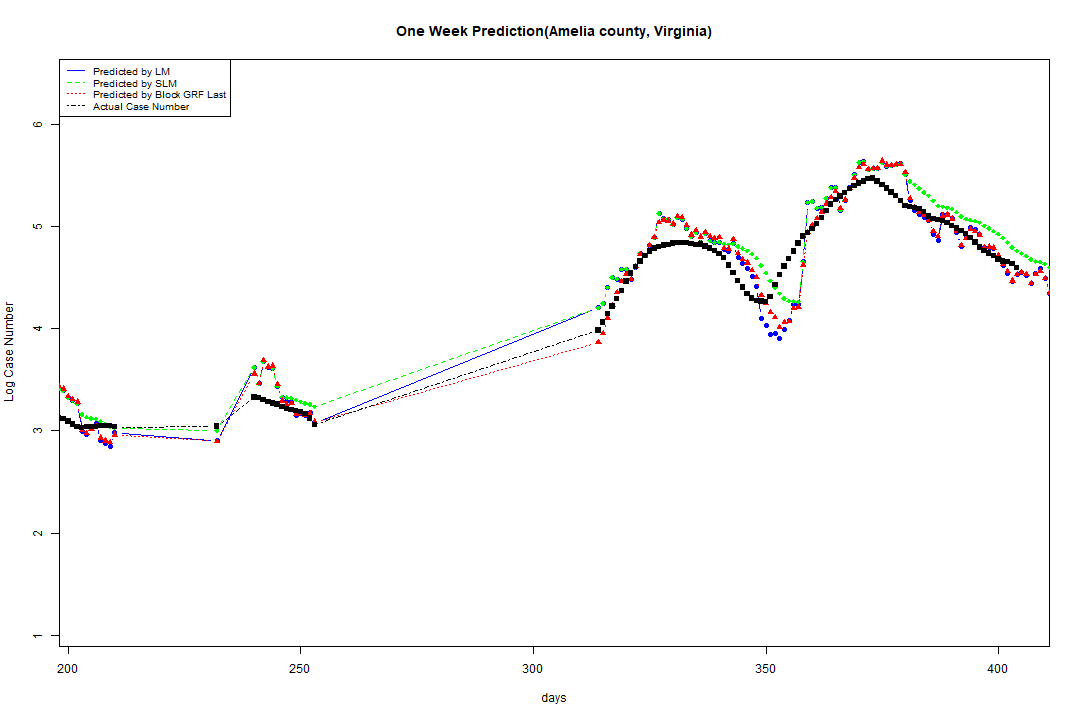 One Week Prediction(Amelia county, Virginia)
Predicted by LM
Predicted by SLM
Predicted by Block GRF Last
Actual Case Number
Log Case Number
6
5
4
3
2
1
200 250 300 350 400
days